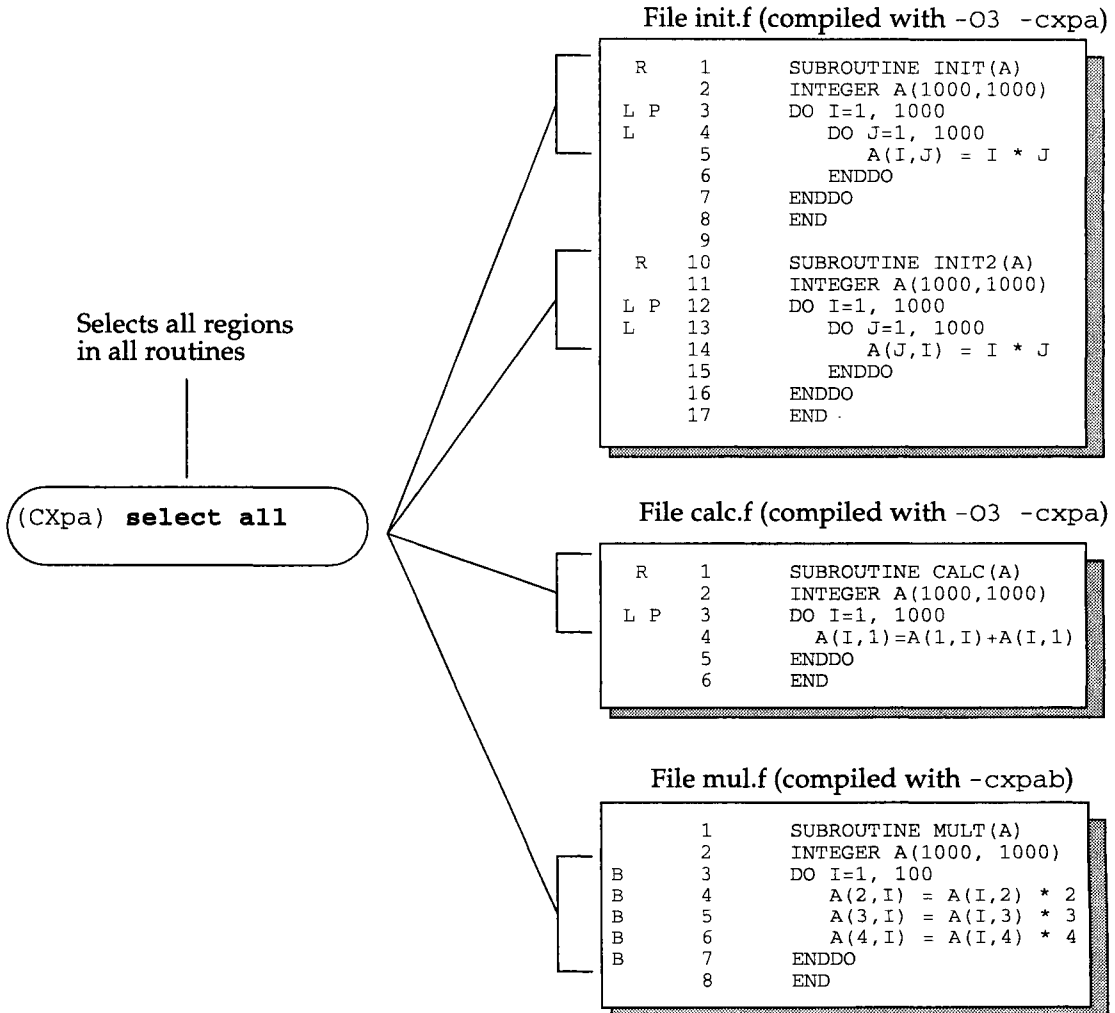 File init.f (compiled with -O3 -cxpa)
R 1 SUBROUTINE INIT(A)
2 INTEGER A(1000,1000)
L P 3 DO I=1, 1000
L 4 DO J=1, 1000
5 A(I,J) = I * J
6 ENDDO
7 ENDDO
8 END
9
R 10 SUBROUTINE INIT2(A)
11 INTEGER A(1000,1000)
L P 12 DO I=1, 1000
L 13 DO J=1, 1000
14 A(J,I) = I * J
15 ENDDO
16 ENDDO
17 END
Selects all regions
in all routines
(CXpa) select all
File calc.f (compiled with -O3 -cxpa)
R 1 SUBROUTINE CALC(A)
2 INTEGER A(1000,1000)
L P 3 DO I=1, 1000
4 A(I,1)=A(1,I)+A(I,1)
5 ENDDO
6 END
File mul.f (compiled with -cxpab)
1 SUBROUTINE MULT(A)
2 INTEGER A(1000, 1000)
B 3 DO I=1, 100
B 4 A(2,I) = A(I,2) * 2
B 5 A(3,I) = A(I,3) * 3
B 6 A(4,I) = A(I,4) * 4
B 7 ENDDO
8 END